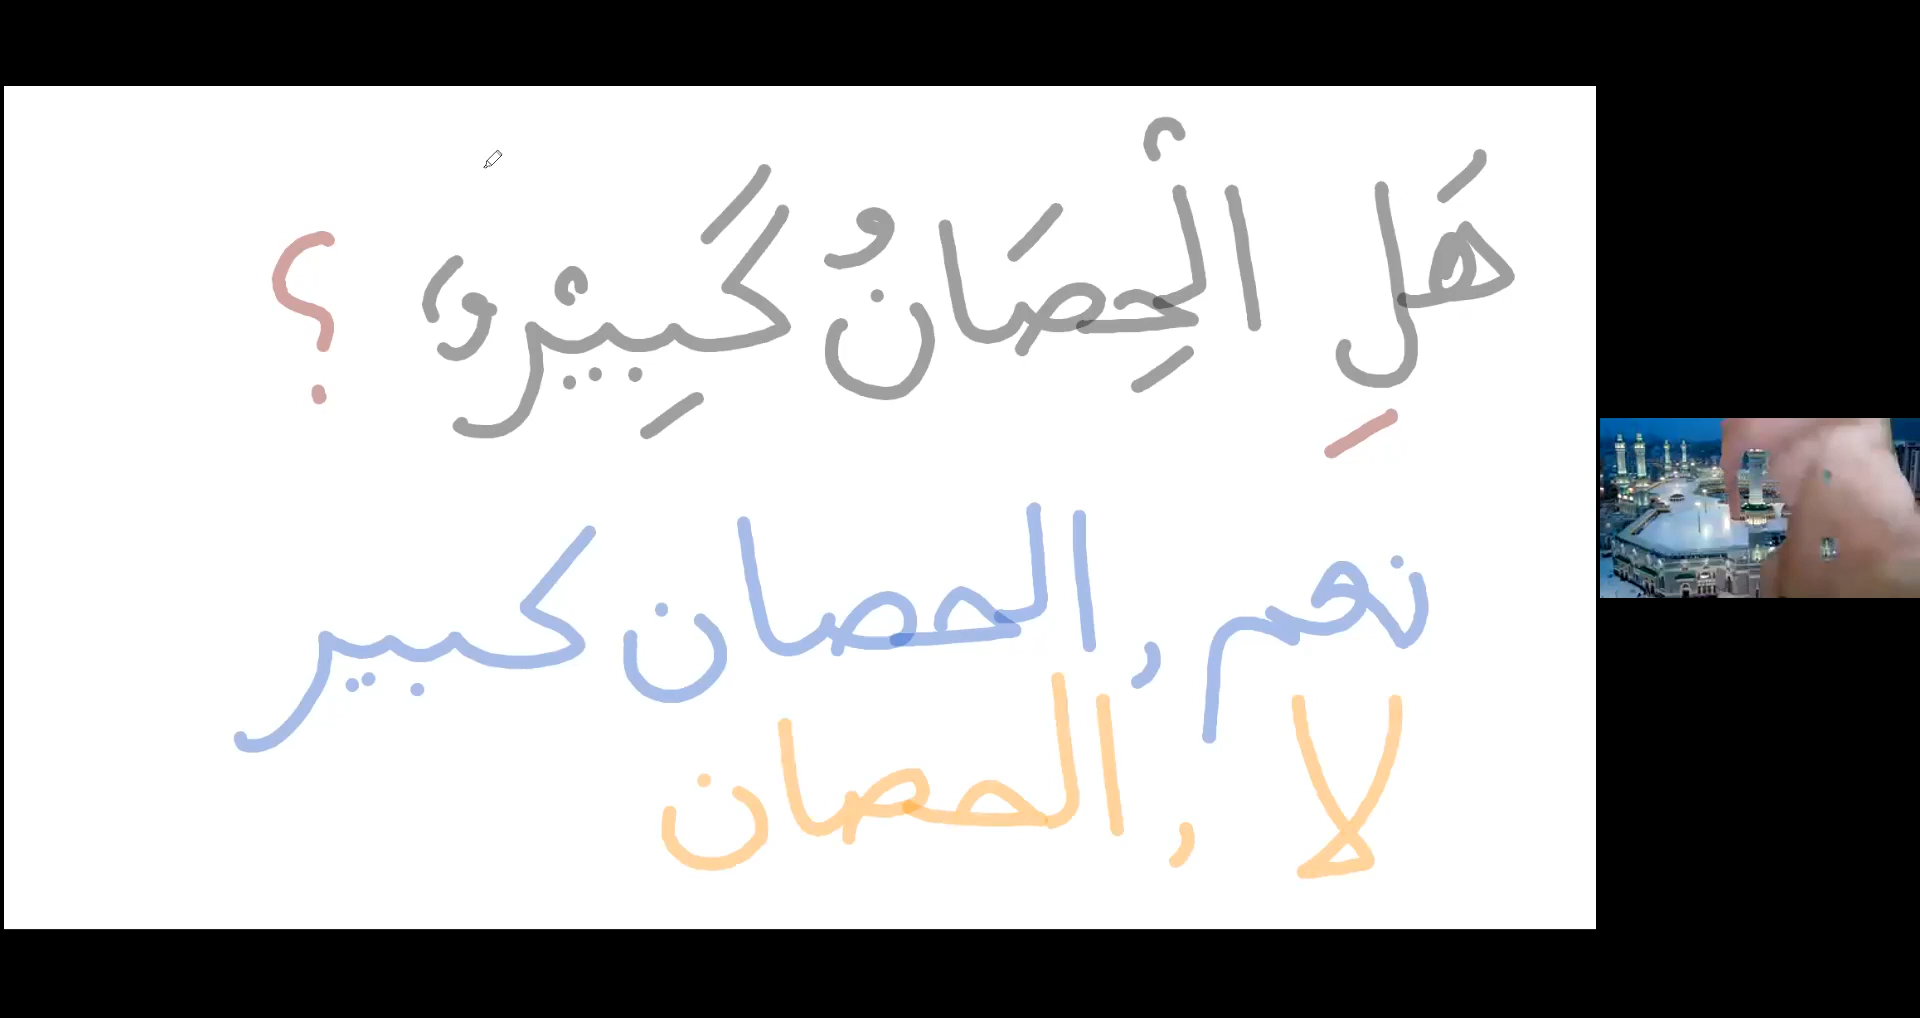 هَلِ الْحِصَانُ كَبِيْرٌ؟
نعم , الحصان كبير
لا , الحصان